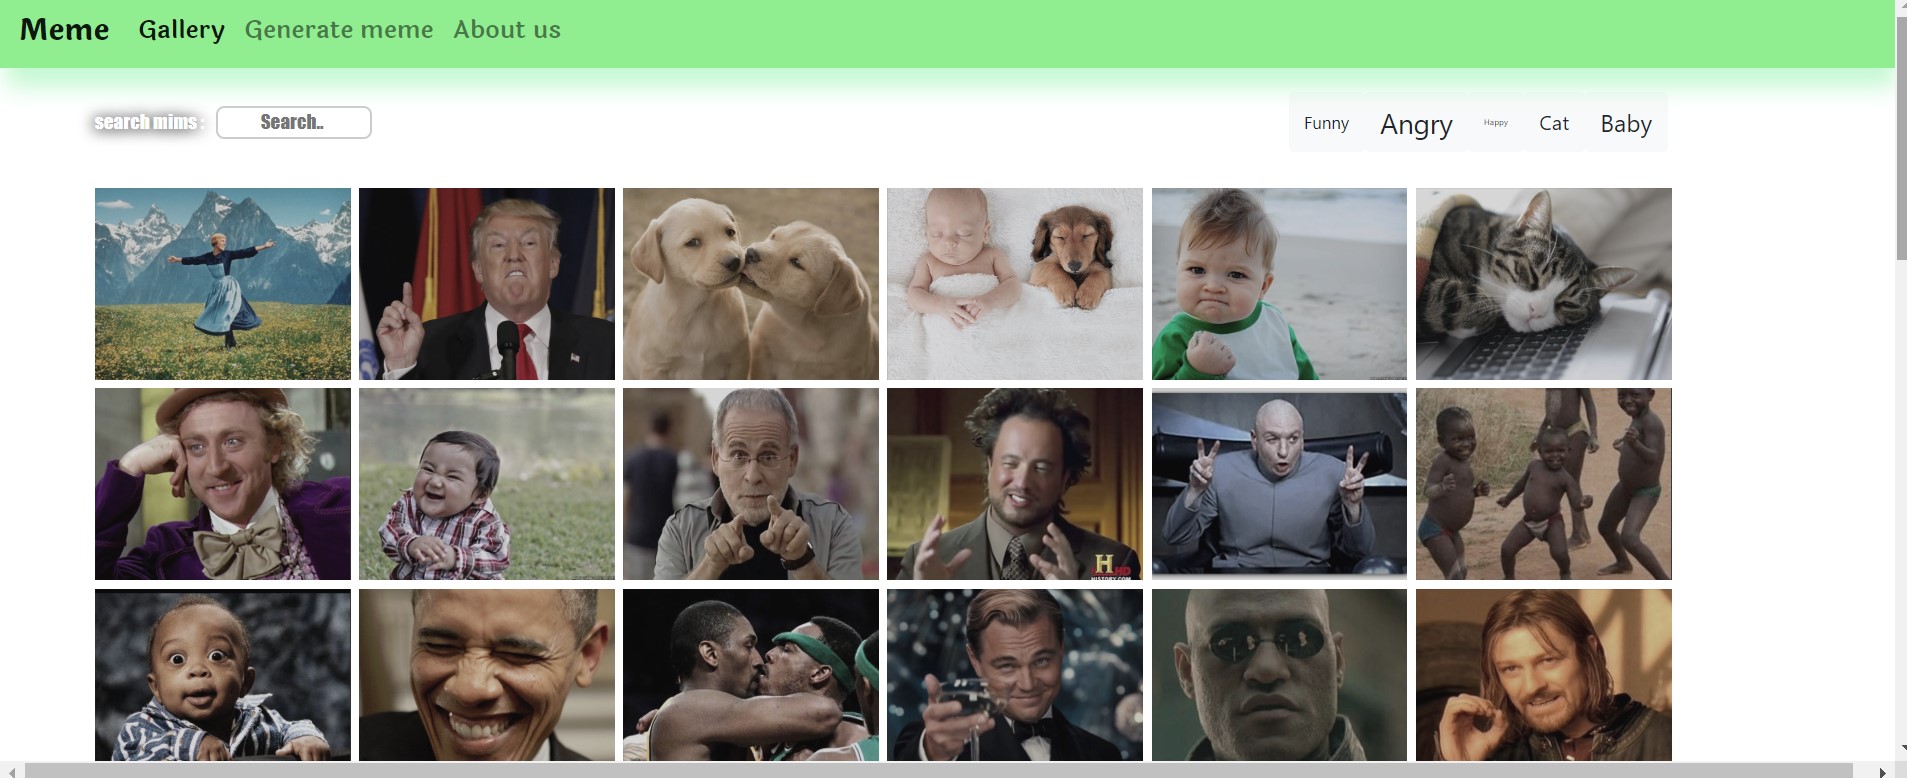 Meme Gallery Generate meme About us
search mims : Search..
Funny Angry Happy Cat Baby
H HD
HISTORY.COM